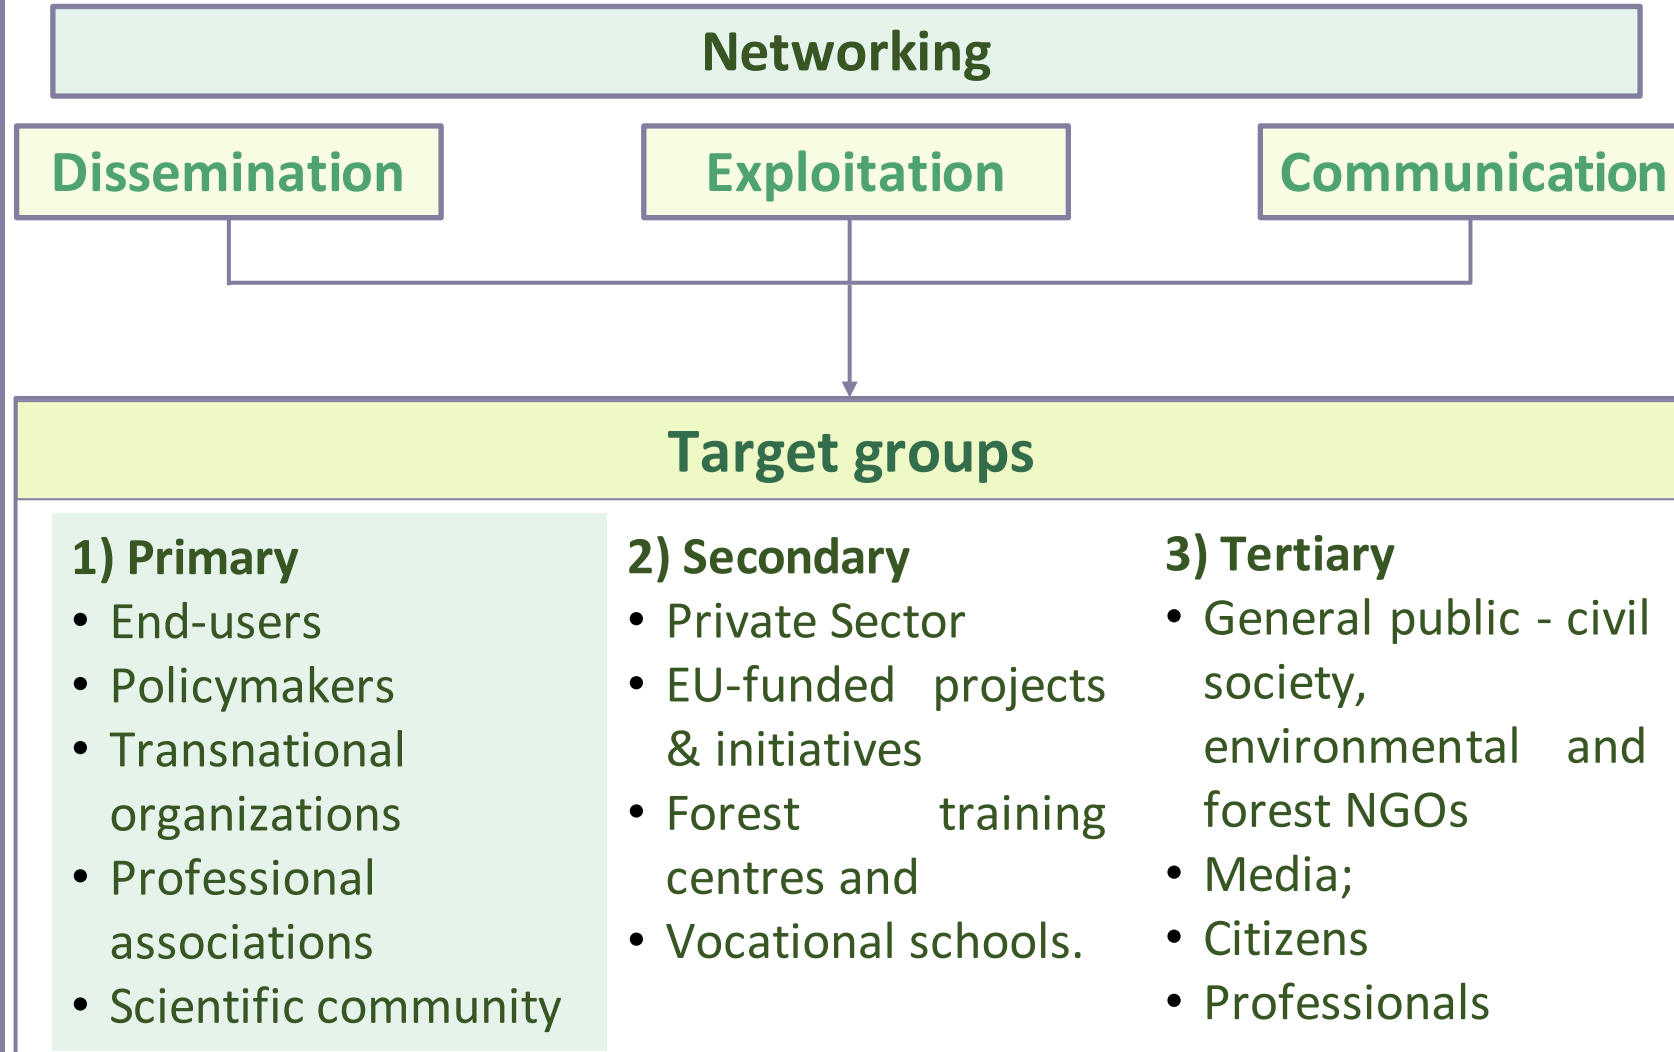 Networking
Dissemination
Exploitation
Communication
Target groups
1) Primary
• End-users
• Policymakers
• Transnational
organizations
• Professional
associations
• Scientific community
2) Secondary
• Private Sector
• EU-funded projects
& initiatives
• Forest training
centres and
• Vocational schools.
3) Tertiary
• General public - civil
society,
environmental and
forest NGOs
• Media;
• Citizens
• Professionals